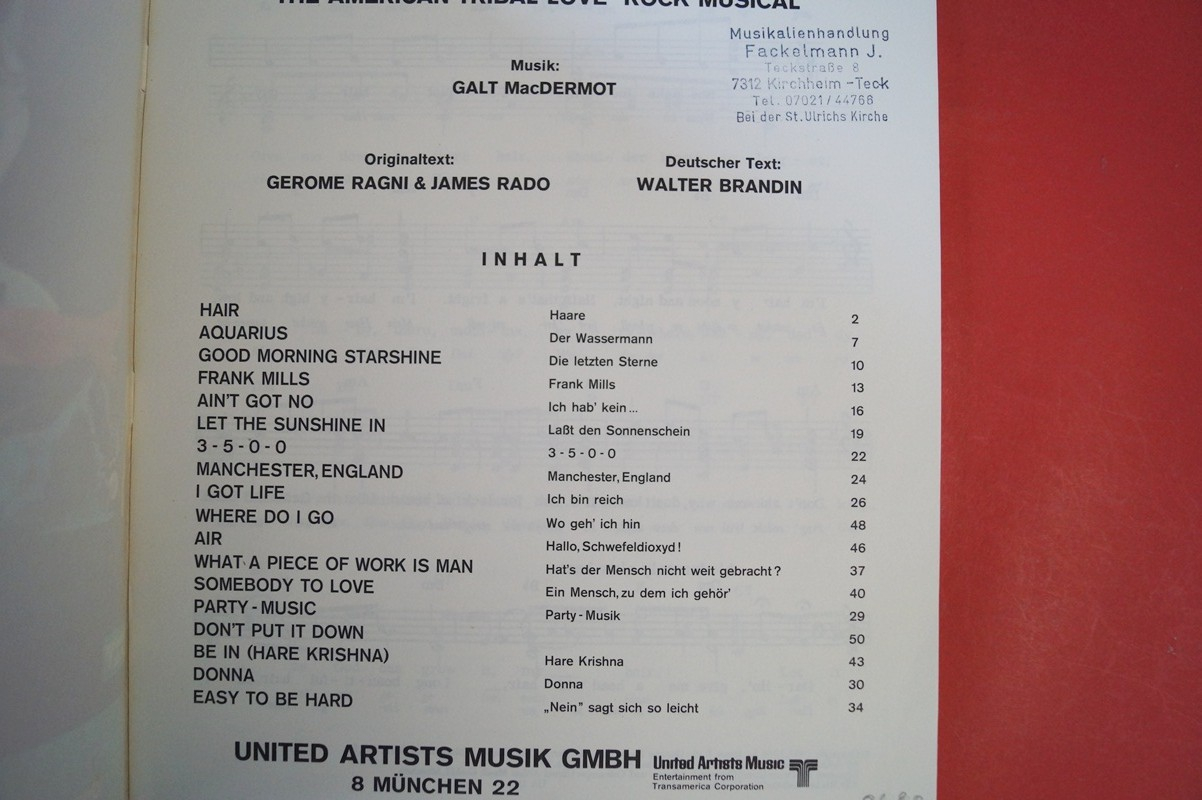 THE AMERICAN TRIBAL LOVE-ROCK MUSICAL
Musikalienhandlung
Fackelmann J.
Teckstraße 8
7312 Kirchheim-Teck
Tel. 07021/44768
Bei der St. Ulrichs Kirche
Musik:
GALT MacDERMOT
Originaltext:
GEROME RAGNI & JAMES RADO
Deutscher Text:
WALTER BRANDIN
INHALT
HAIR Haare 2
AQUARIUS Der Wassermann 7
GOOD MORNING STARSHINE Die letzten Sterne 10
FRANK MILLS Frank Mills 13
AIN'T GOT NO Ich hab' kein... 16
LET THE SUNSHINE IN Laßt den Sonnenschein 19
3-5-0-0 3-5-0-0 22
MANCHESTER, ENGLAND Manchester, England 24
I GOT LIFE Ich bin reich 26
WHERE DO I GO Wo geh' ich hin 48
AIR Hallo, Schwefeldioxyd! 46
WHAT A PIECE OF WORK IS MAN Hat's der Mensch nicht weit gebracht? 37
SOMEBODY TO LOVE Ein Mensch, zu dem ich gehör' 40
PARTY-MUSIC Party-Musik 29
DON'T PUT IT DOWN 50
BE IN (HARE KRISHNA) Hare Krishna 43
DONNA Donna 30
EASY TO BE HARD „Nein” sagt sich so leicht 34
UNITED ARTISTS MUSIK GMBH
8 MÜNCHEN 22
United Artists Music
Entertainment from
Transamerica Corporation